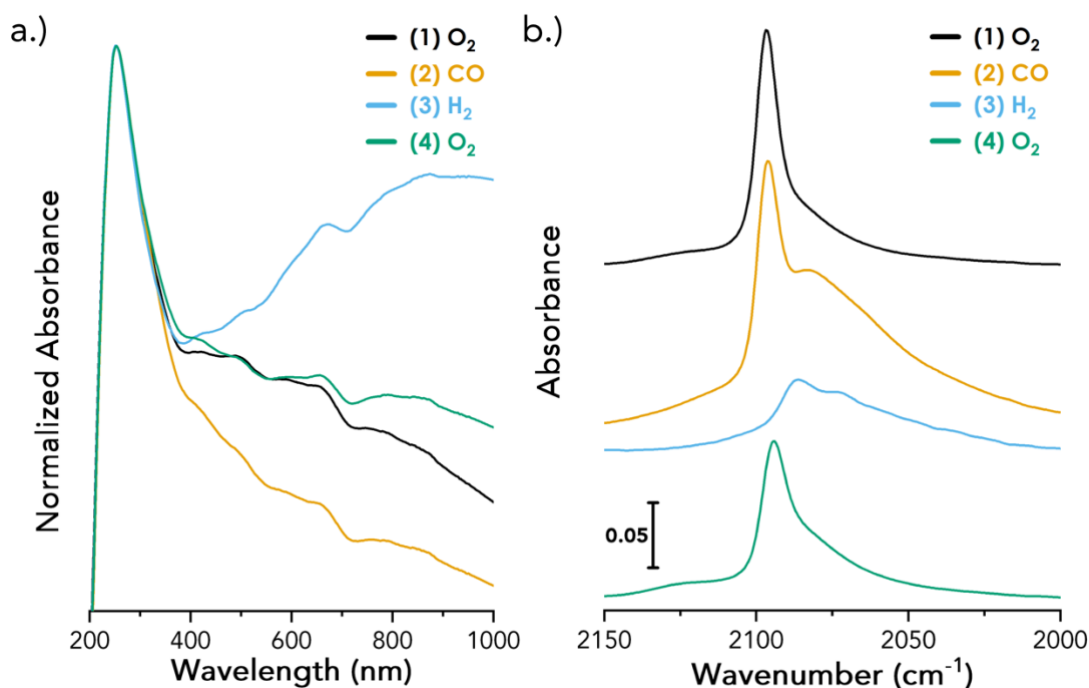 a.)
(1) O₂
(2) CO
(3) H₂
(4) O₂
Normalized Absorbance
200 400 600 800 1000
Wavelength (nm)
b.)
(1) O₂
(2) CO
(3) H₂
(4) O₂
Absorbance
0.05
2150 2100 2050 2000
Wavenumber (cm⁻¹)